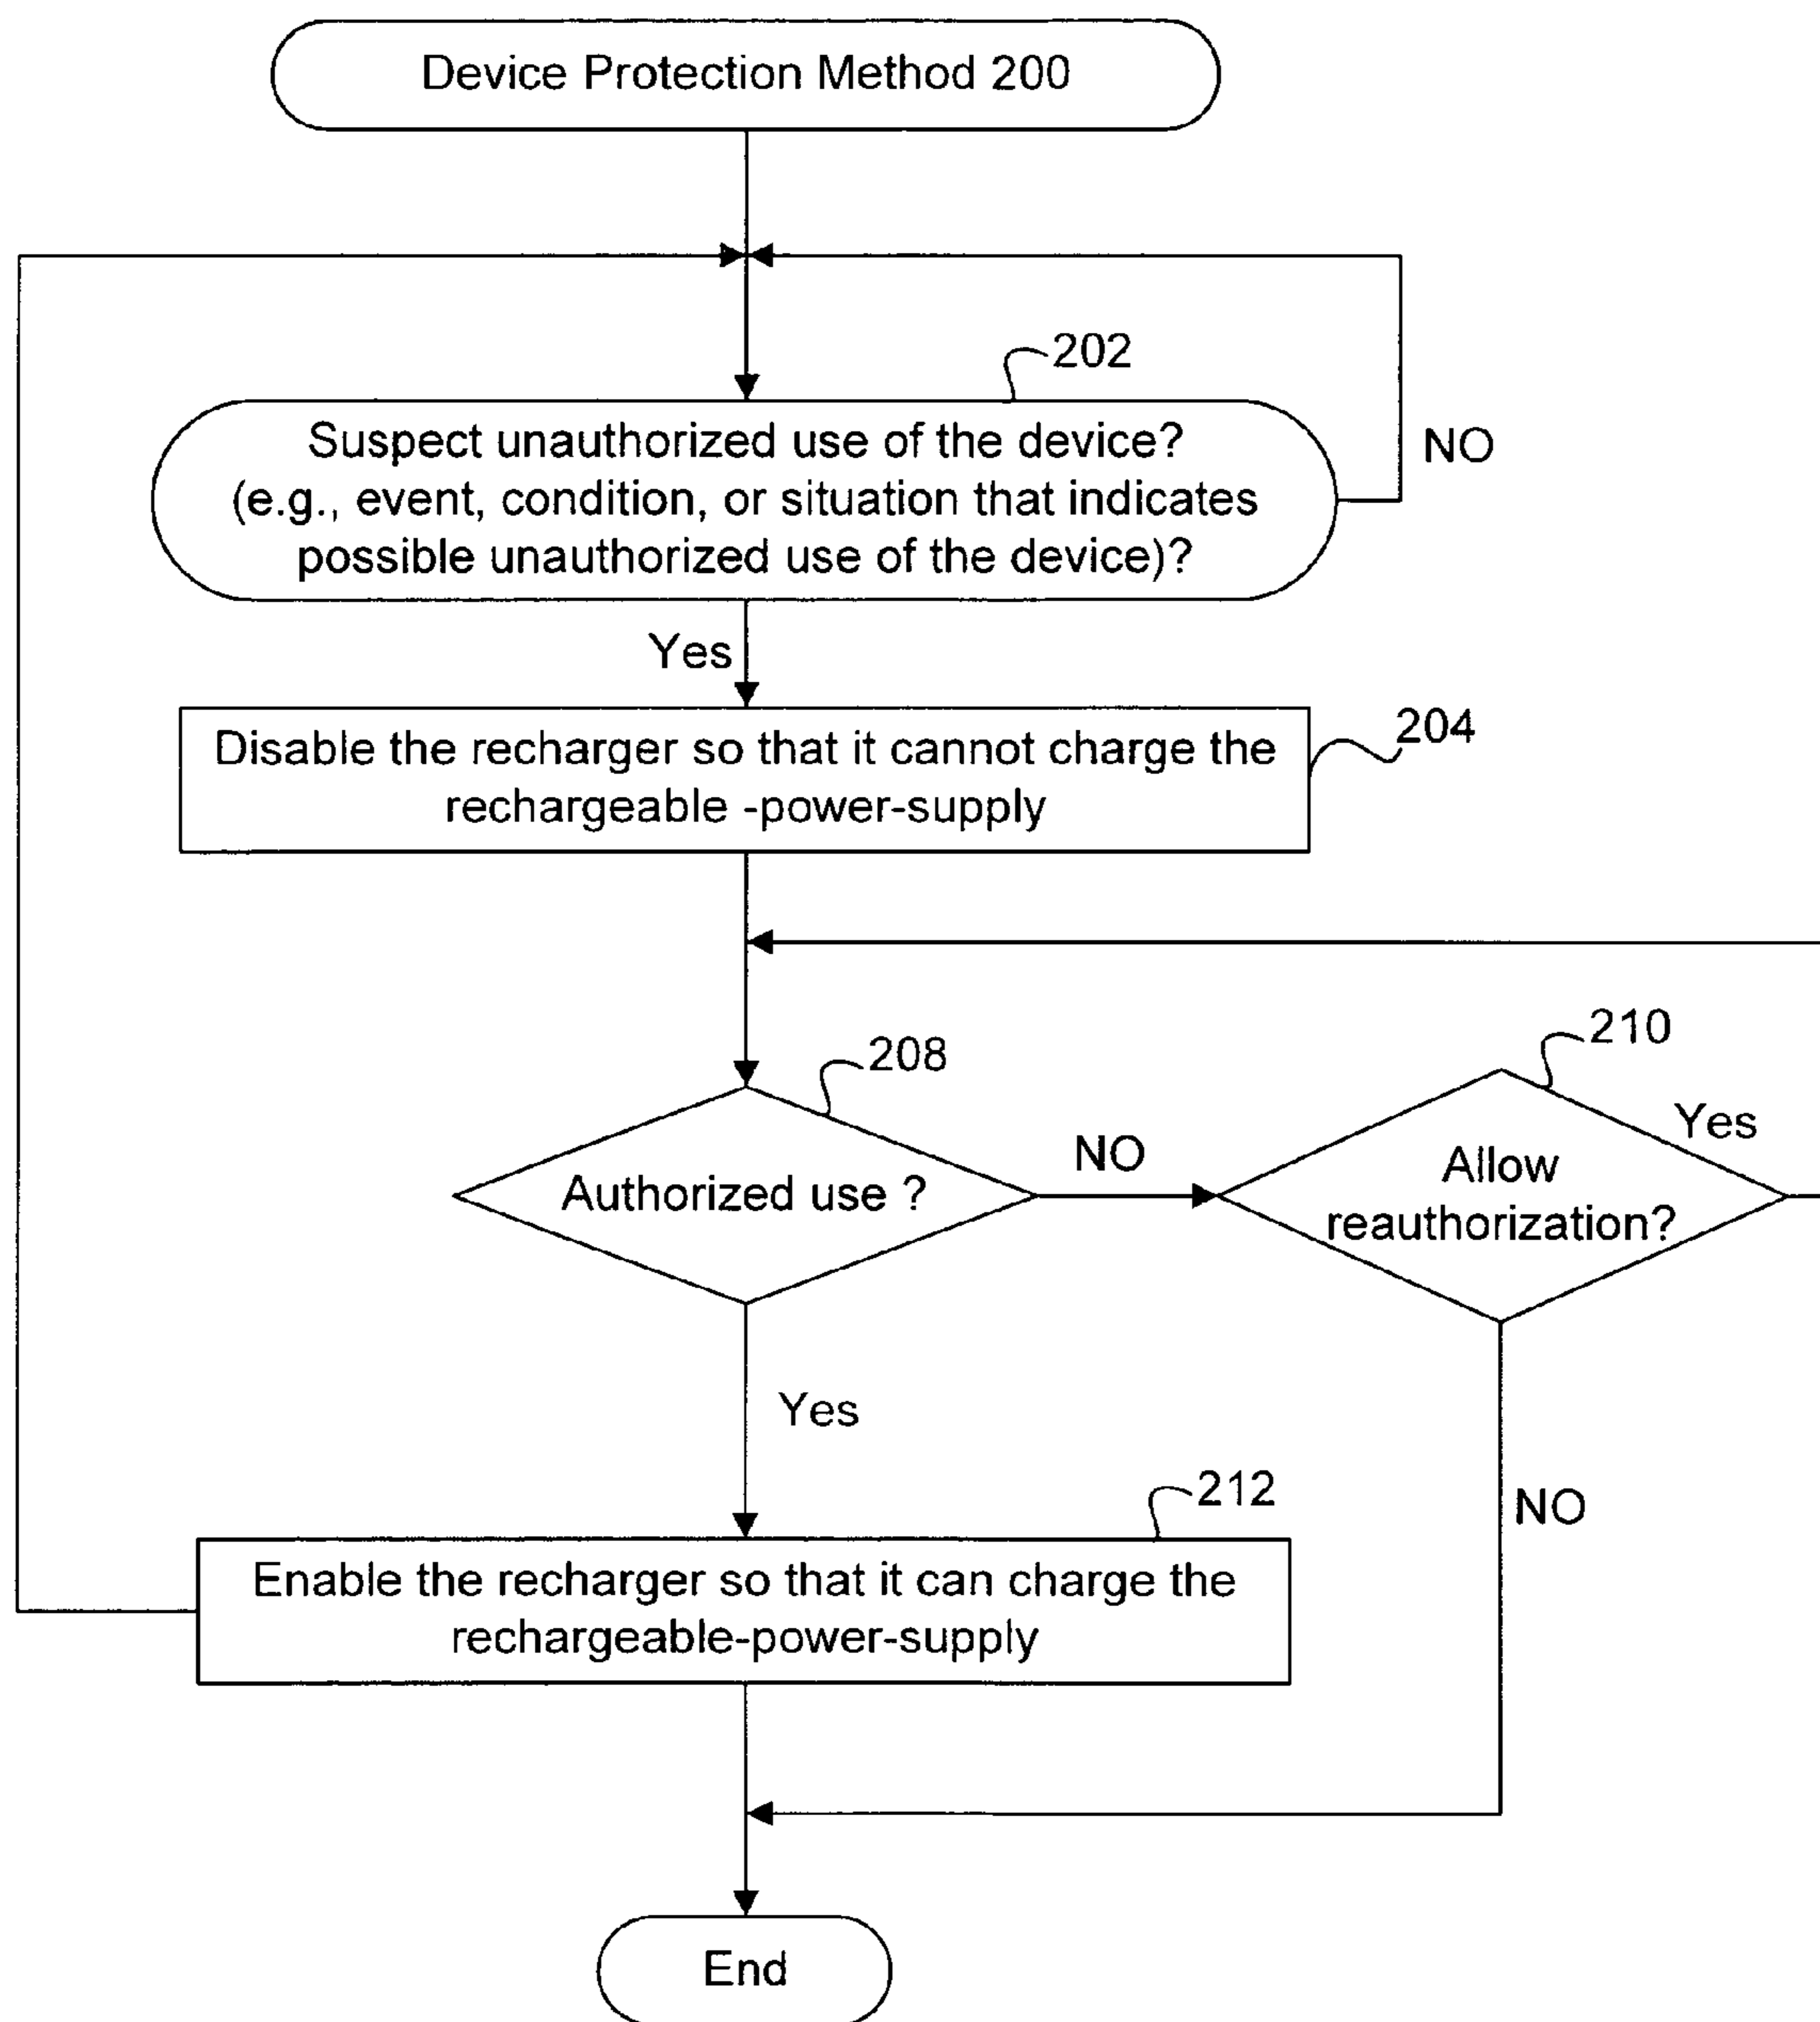 Device Protection Method 200
202
Suspect unauthorized use of the device?
(e.g., event, condition, or situation that indicates
possible unauthorized use of the device)?
NO
Yes
204
Disable the recharger so that it cannot charge the
rechargeable -power-supply
208
210
Authorized use ?
NO
Allow
reauthorization?
Yes
Yes
NO
212
Enable the recharger so that it can charge the
rechargeable-power-supply
End